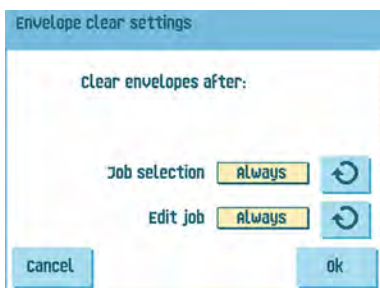 Envelope clear settings
Clear envelopes after:
Job selection Always
Edit job Always
Cancel Ok